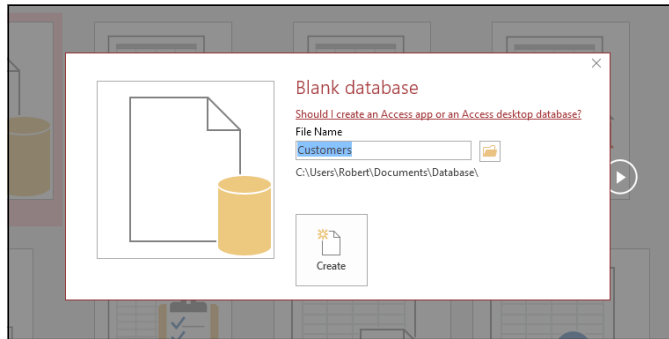 Blank database
Should I create an Access app or an Access desktop database?
File Name
Customers
C:\Users\Robert\Documents\Database\
Create